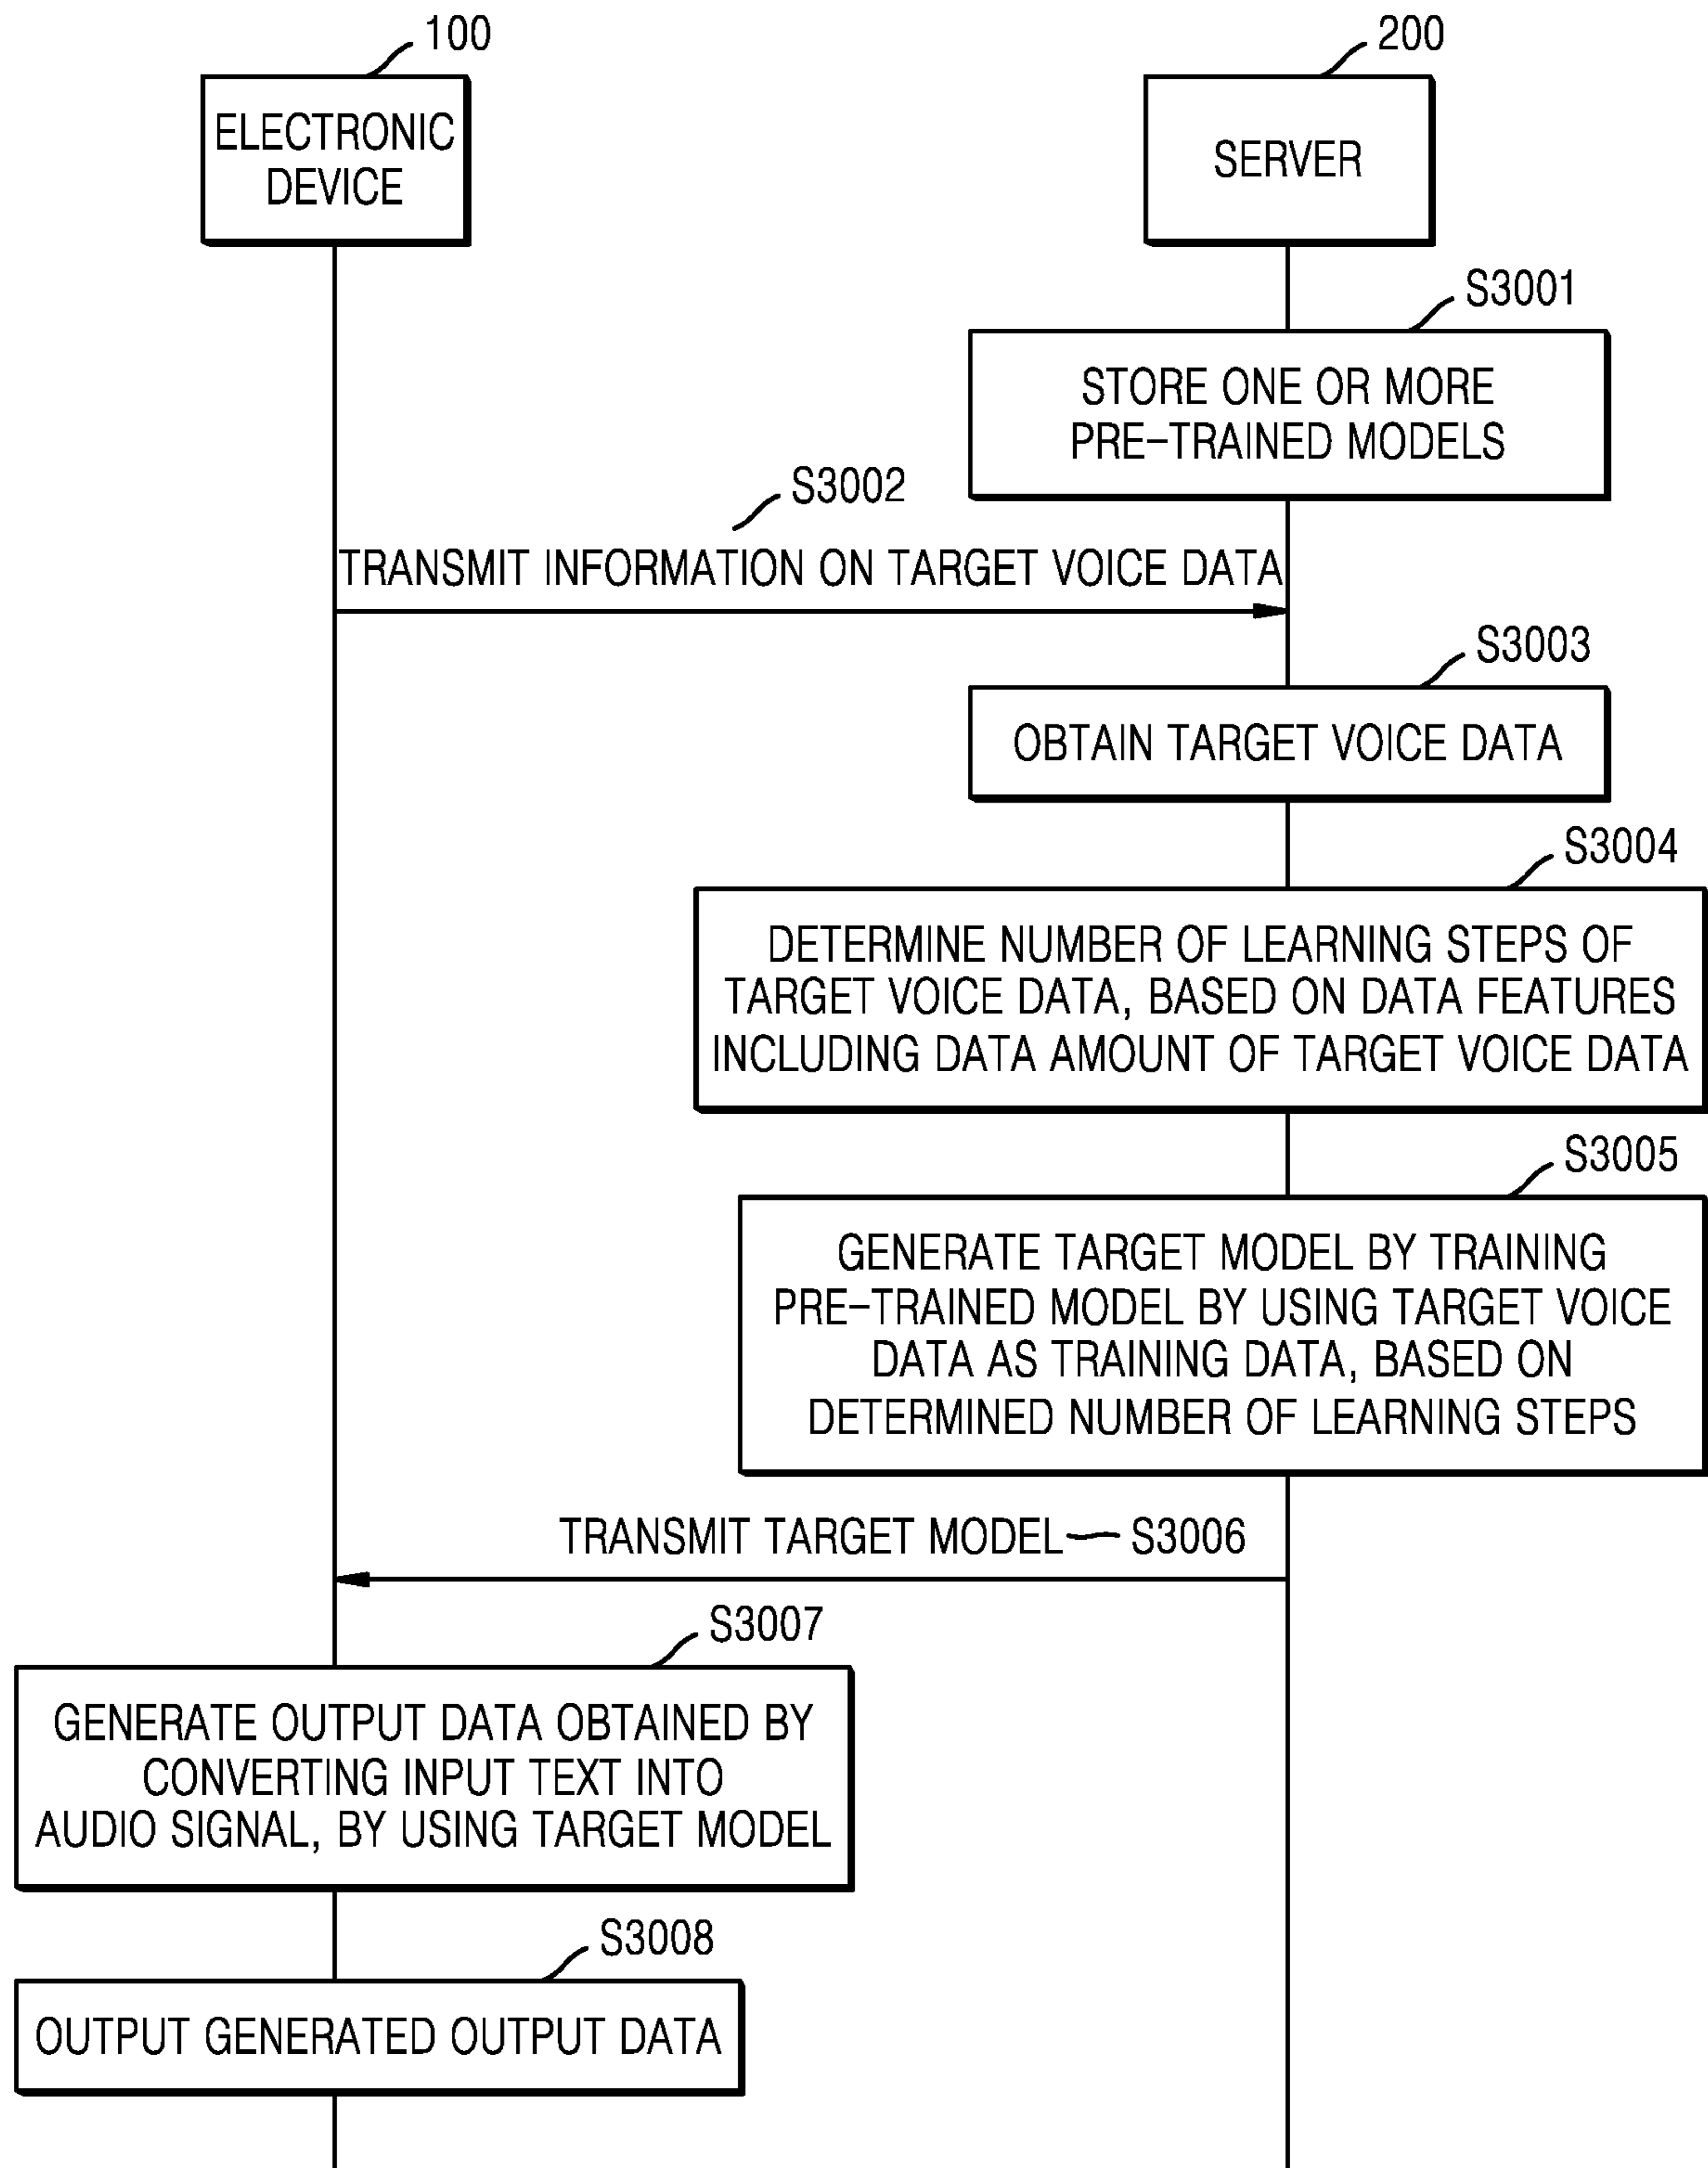 100
200
ELECTRONIC
DEVICE
SERVER
S3001
STORE ONE OR MORE
PRE-TRAINED MODELS
S3002
TRANSMIT INFORMATION ON TARGET VOICE DATA
S3003
OBTAIN TARGET VOICE DATA
S3004
DETERMINE NUMBER OF LEARNING STEPS OF
TARGET VOICE DATA, BASED ON DATA FEATURES
INCLUDING DATA AMOUNT OF TARGET VOICE DATA
S3005
GENERATE TARGET MODEL BY TRAINING
PRE-TRAINED MODEL BY USING TARGET VOICE
DATA AS TRAINING DATA, BASED ON
DETERMINED NUMBER OF LEARNING STEPS
TRANSMIT TARGET MODEL S3006
S3007
GENERATE OUTPUT DATA OBTAINED BY
CONVERTING INPUT TEXT INTO
AUDIO SIGNAL, BY USING TARGET MODEL
S3008
OUTPUT GENERATED OUTPUT DATA